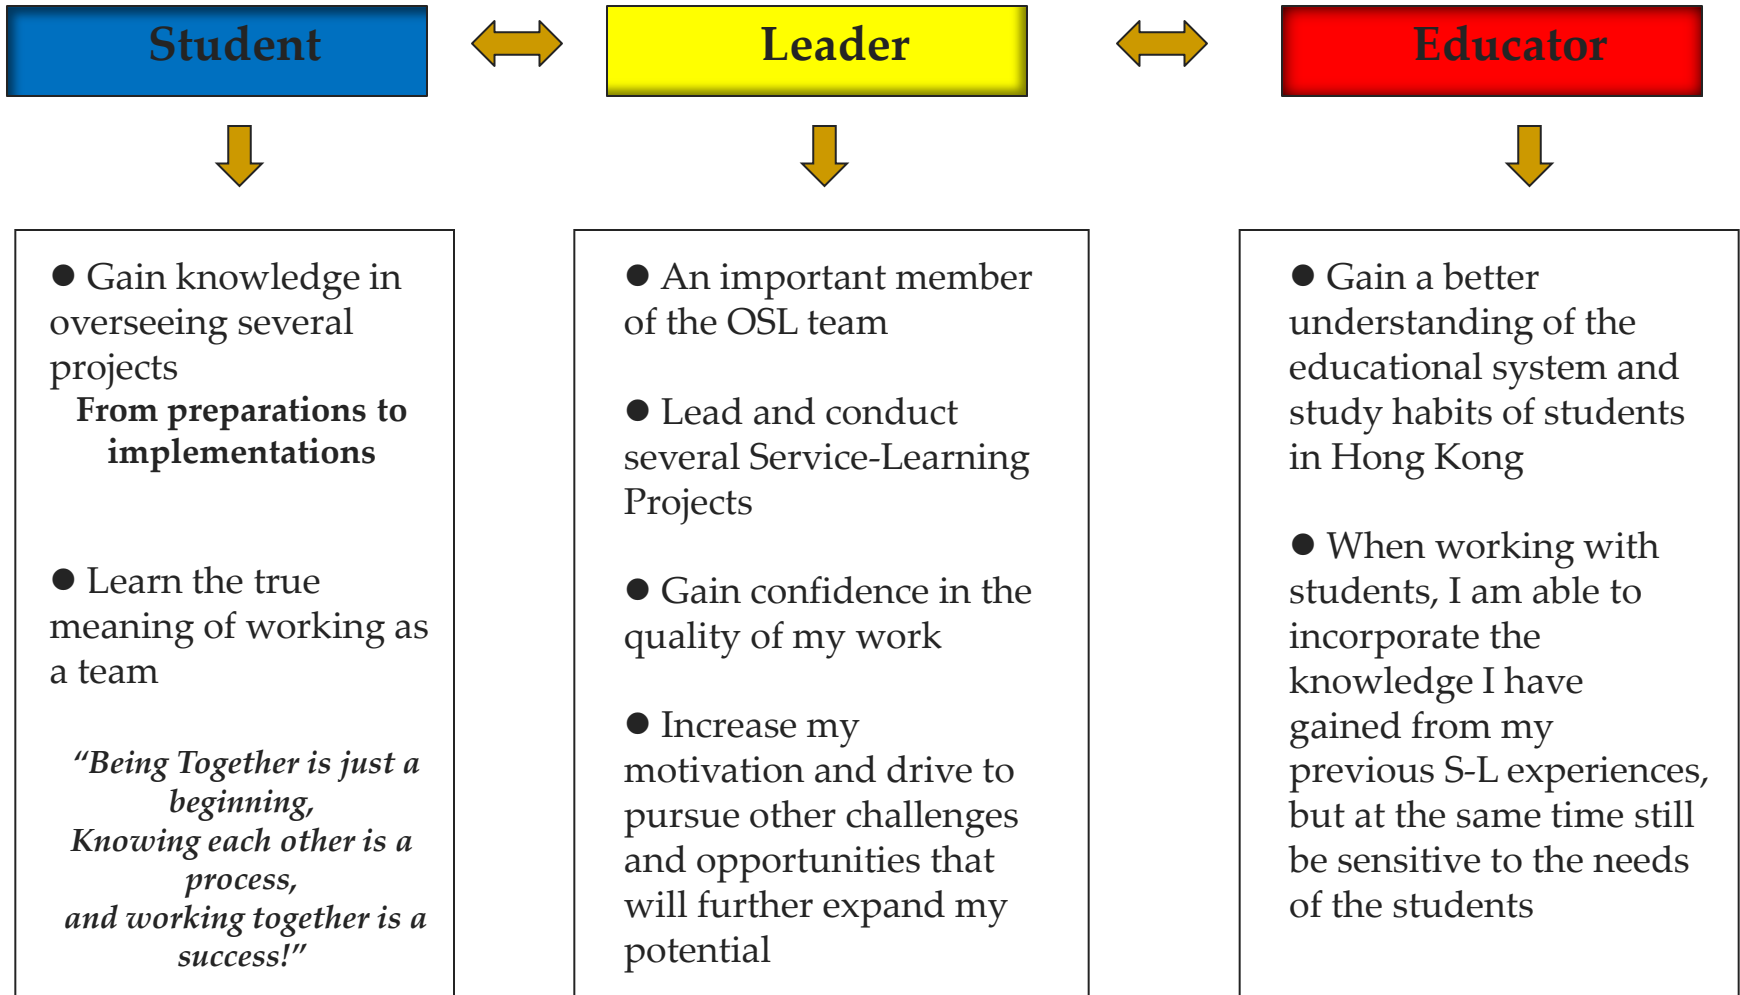 Student
Leader
Educator
● Gain knowledge in
overseeing several
projects
From preparations to
implementations
● Learn the true
meaning of working as
a team
“Being Together is just a
beginning,
Knowing each other is a
process,
and working together is a
success!”
● An important member
of the OSL team
● Lead and conduct
several Service-Learning
Projects
● Gain confidence in the
quality of my work
● Increase my
motivation and drive to
pursue other challenges
and opportunities that
will further expand my
potential
● Gain a better
understanding of the
educational system and
study habits of students
in Hong Kong
● When working with
students, I am able to
incorporate the
knowledge I have
gained from my
previous S-L experiences,
but at the same time still
be sensitive to the needs
of the students